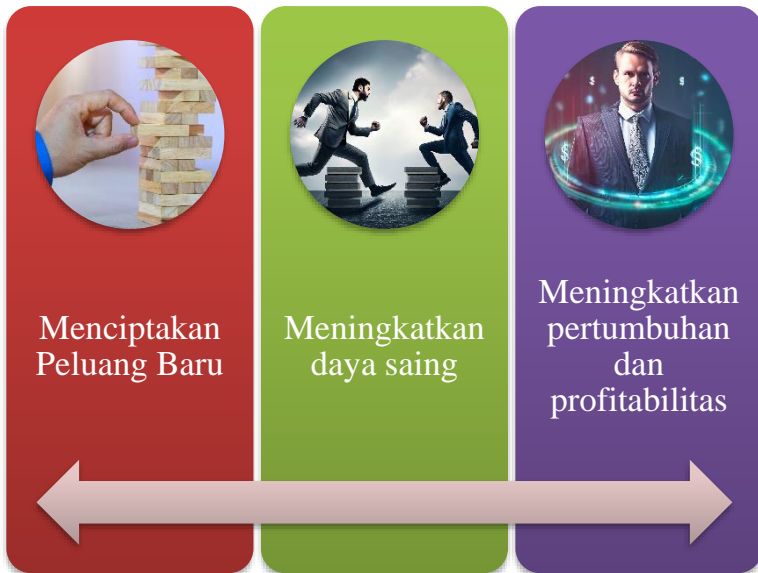 Menciptakan
Peluang Baru
Meningkatkan
daya saing
Meningkatkan
pertumbuhan
dan
profitabilitas